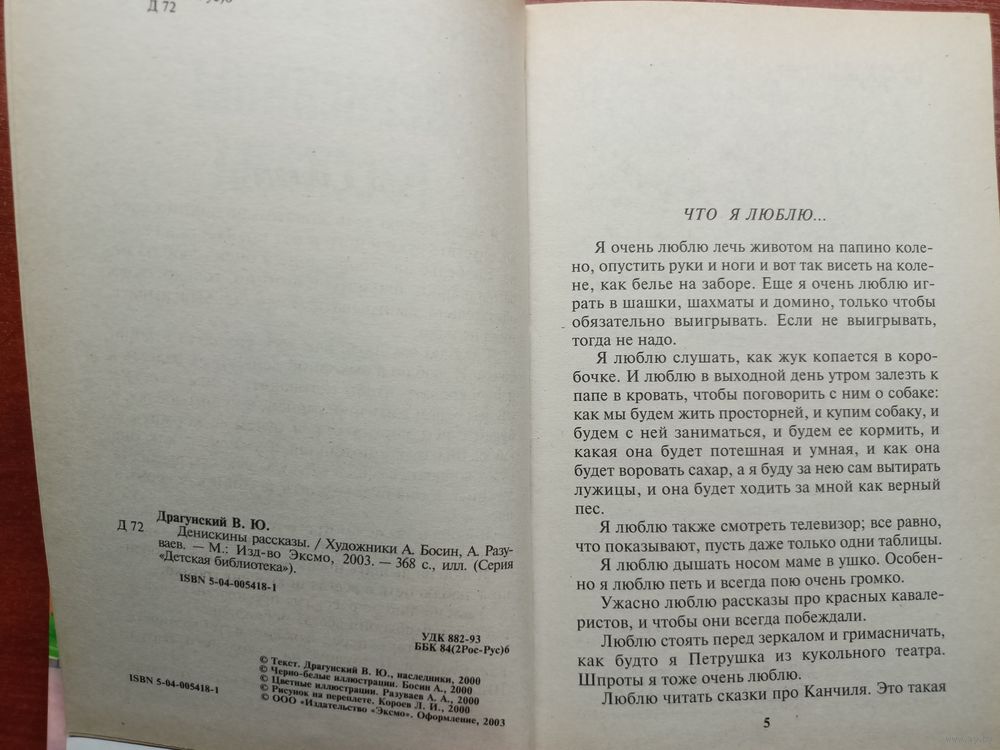 Д 72
Драгунский В. Ю.
Д 72 Денискины рассказы. / Художники А. Босин, А. Разу-
ваев. — М.: Изд-во Эксмо, 2003. — 368 с., илл. (Серия
«Детская библиотека»).
ISBN 5-04-005418-1
УДК 882-93
ББК 84(2Рос-Рус)6
© Текст. Драгунский В. Ю., наследники, 2000
© Черно-белые иллюстрации. Босин А., 2000
© Цветные иллюстрации. Разуваев А. А., 2000
© Рисунок на переплете. Короев Л. И., 2000
ISBN 5-04-005418-1
© ООО «Издательство «Эксмо». Оформление, 2003
ЧТО Я ЛЮБЛЮ...
Я очень люблю лечь животом на папино коле-
но, опустить руки и ноги и вот так висеть на коле-
не, как белье на заборе. Еще я очень люблю иг-
рать в шашки, шахматы и домино, только чтобы
обязательно выигрывать. Если не выигрывать,
тогда не надо.
Я люблю слушать, как жук копается в коро-
бочке. И люблю в выходной день утром залезть к
папе в кровать, чтобы поговорить с ним о собаке:
как мы будем жить просторней, и купим собаку, и
будем с ней заниматься, и будем ее кормить, и
какая она будет потешная и умная, и как она
будет воровать сахар, а я буду за нею сам вытирать
лужицы, и она будет ходить за мной как верный
пес.
Я люблю также смотреть телевизор; все равно,
что показывают, пусть даже только одни таблицы.
Я люблю дышать носом маме в ушко. Особен-
но я люблю петь и всегда пою очень громко.
Ужасно люблю рассказы про красных кавале-
ристов, и чтобы они всегда побеждали.
Люблю стоять перед зеркалом и гримасничать,
как будто я Петрушка из кукольного театра.
Шпроты я тоже очень люблю.
Люблю читать сказки про Канчиля. Это такая
5